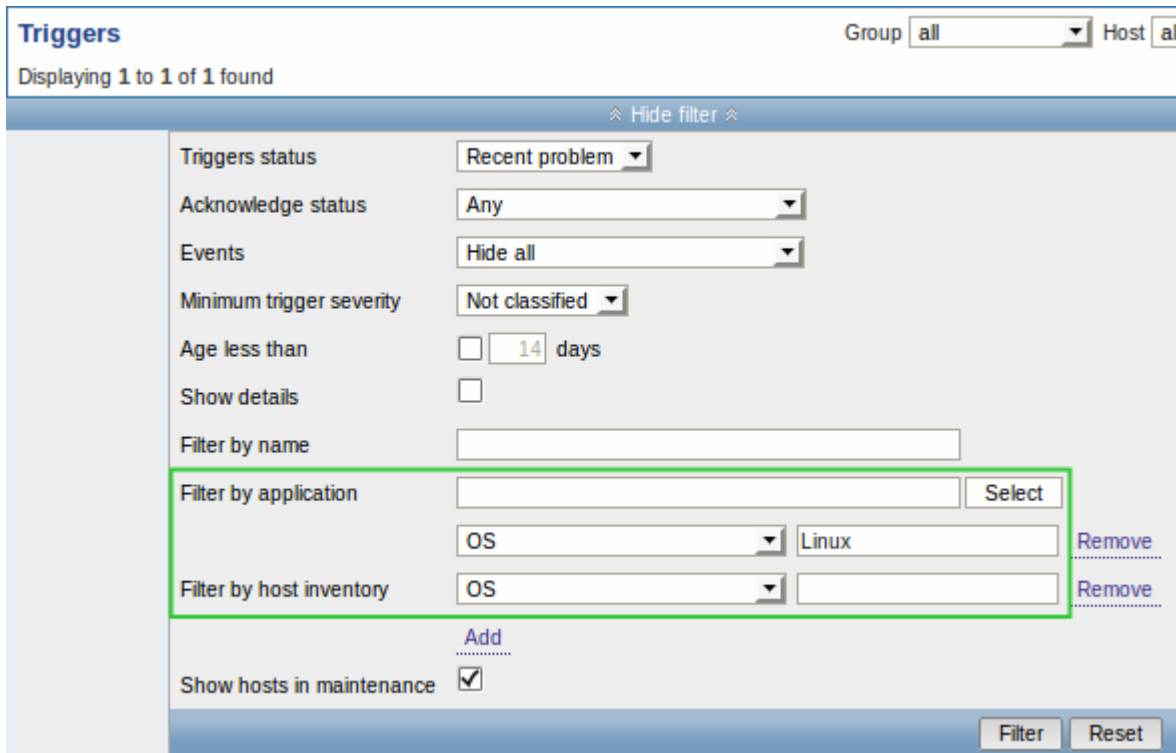 Triggers Group all Host al
Displaying 1 to 1 of 1 found
Hide filter
Triggers status Recent problem
Acknowledge status Any
Events Hide all
Minimum trigger severity Not classified
Age less than 14 days
Show details
Filter by name
Filter by application Select
OS Linux Remove
Filter by host inventory OS Remove
Add
Show hosts in maintenance
Filter Reset